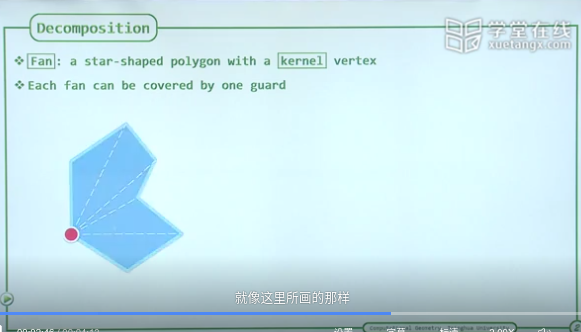 Decomposition
学堂在线
xuetangx.com
❖ Fan: a star-shaped polygon with a kernel vertex
❖ Each fan can be covered by one guard
就像这里所画的那样